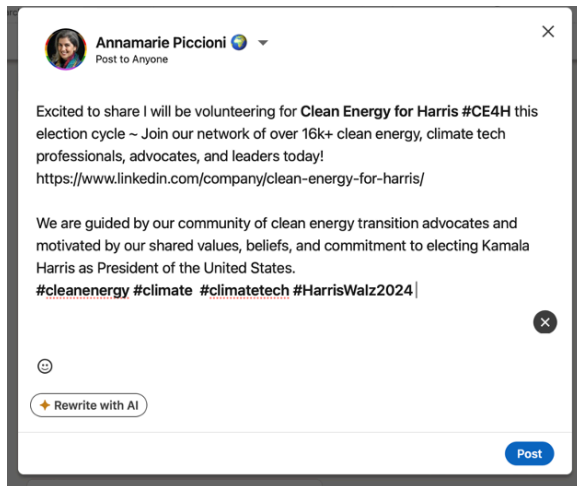 Annamarie Piccioni
Post to Anyone
Excited to share I will be volunteering for Clean Energy for Harris #CE4H this
election cycle ~ Join our network of over 16k+ clean energy, climate tech
professionals, advocates, and leaders today!
https://www.linkedin.com/company/clean-energy-for-harris/
We are guided by our community of clean energy transition advocates and
motivated by our shared values, beliefs, and commitment to electing Kamala
Harris as President of the United States.
#cleanenergy #climate #climatetech #HarrisWalz2024
Rewrite with AI
Post